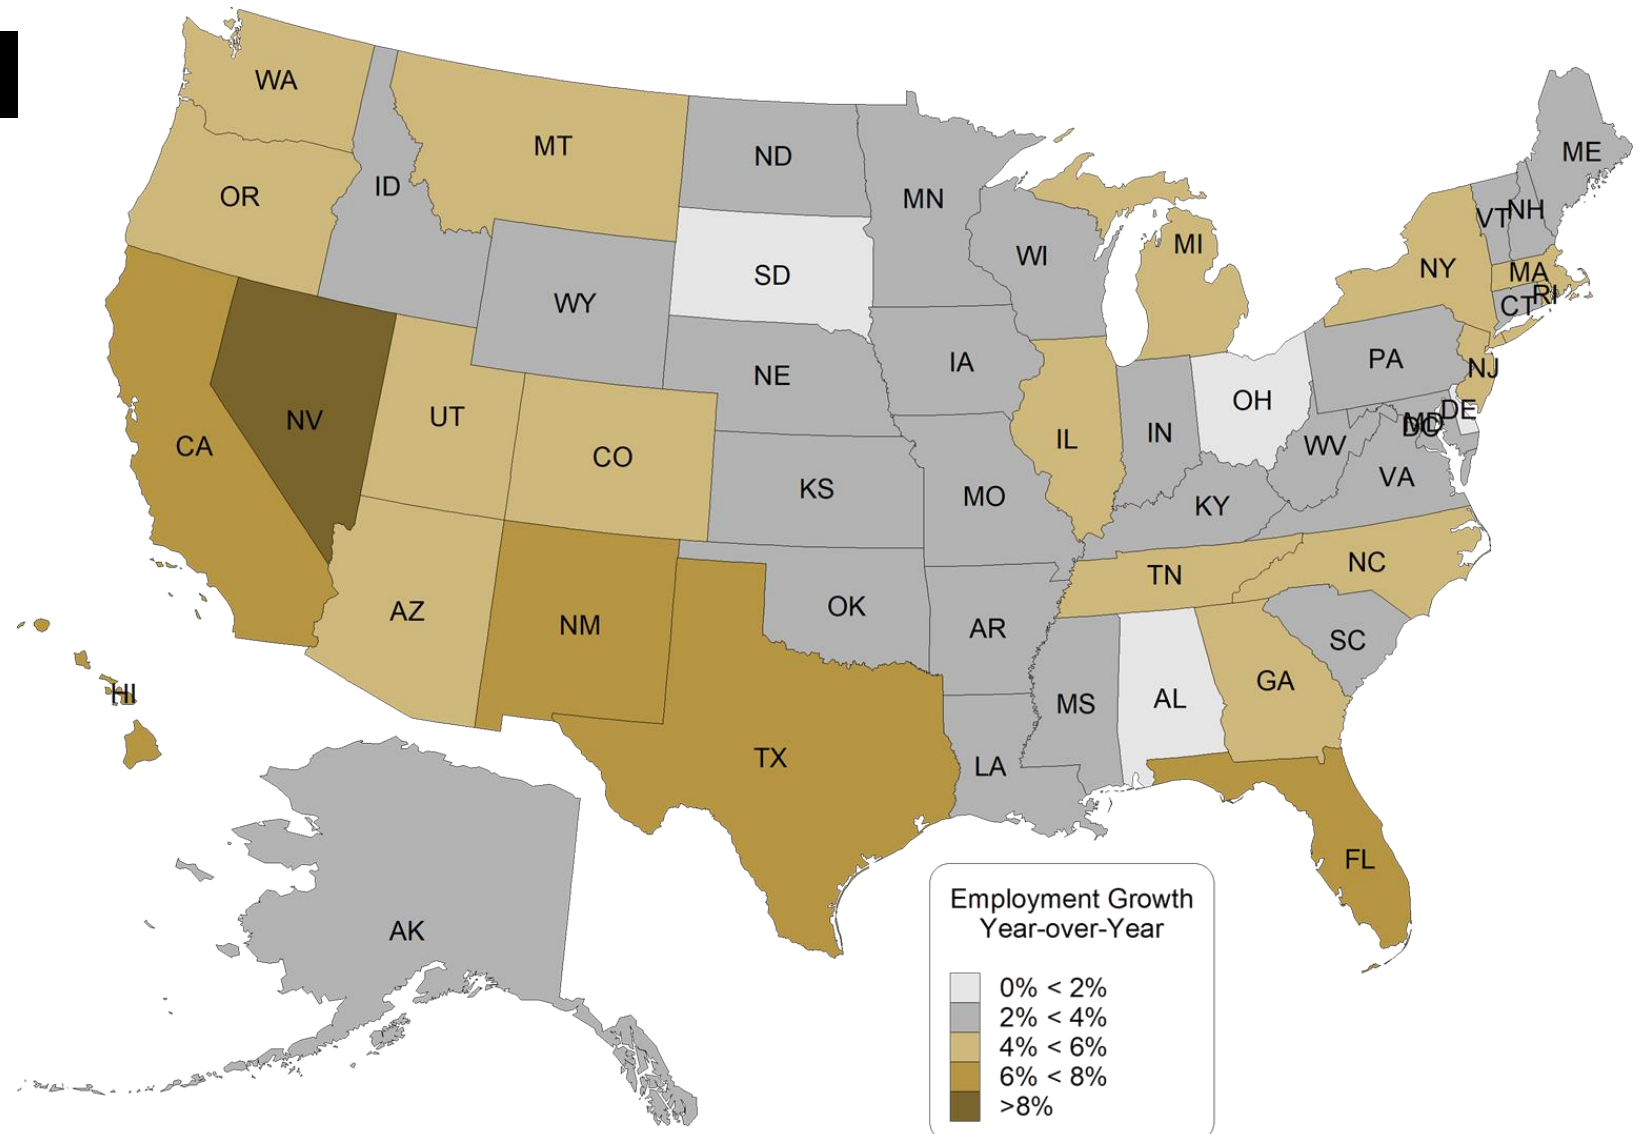 WA
MT
ND
MN
ME
OR
ID
VT
NH
WI
MI
NY
MA
SD
WY
RI
CT
IA
PA
NJ
NE
OH
DE
MD
DC
UT
NV
CA
CO
IL
IN
WV
VA
KS
MO
KY
NC
TN
AZ
NM
OK
AR
SC
HI
GA
MS
AL
TX
LA
FL
AK
Employment Growth
Year-over-Year
0% < 2%
2% < 4%
4% < 6%
6% < 8%
>8%